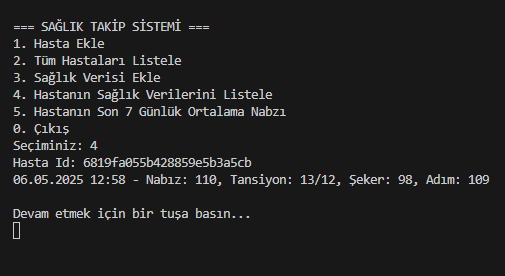 === SAĞLIK TAKİP SİSTEMİ ===
1. Hasta Ekle
2. Tüm Hastaları Listele
3. Sağlık Verisi Ekle
4. Hastanın Sağlık Verilerini Listele
5. Hastanın Son 7 Günlük Ortalama Nabzı
0. Çıkış
Seçiminiz: 4
Hasta Id: 6819fa055b428859e5b3a5cb
06.05.2025 12:58 - Nabız: 110, Tansiyon: 13/12, Şeker: 98, Adım: 109
Devam etmek için bir tuşa basın...